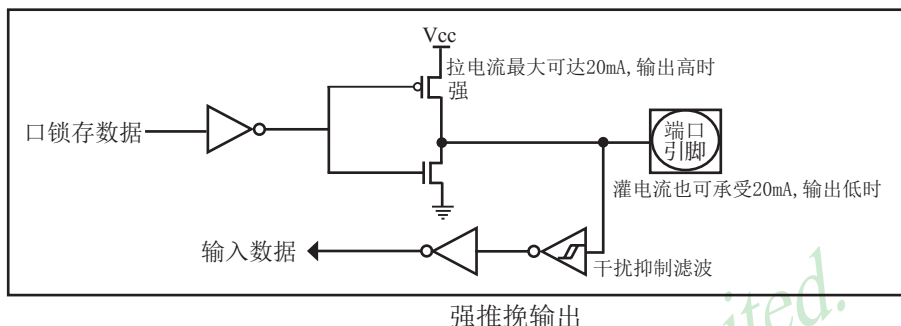 Vcc
拉电流最大可达20mA,输出高时
强
口锁存数据
端口
引脚
灌电流也可承受20mA,输出低时
输入数据
干扰抑制滤波
强推挽输出
ited.